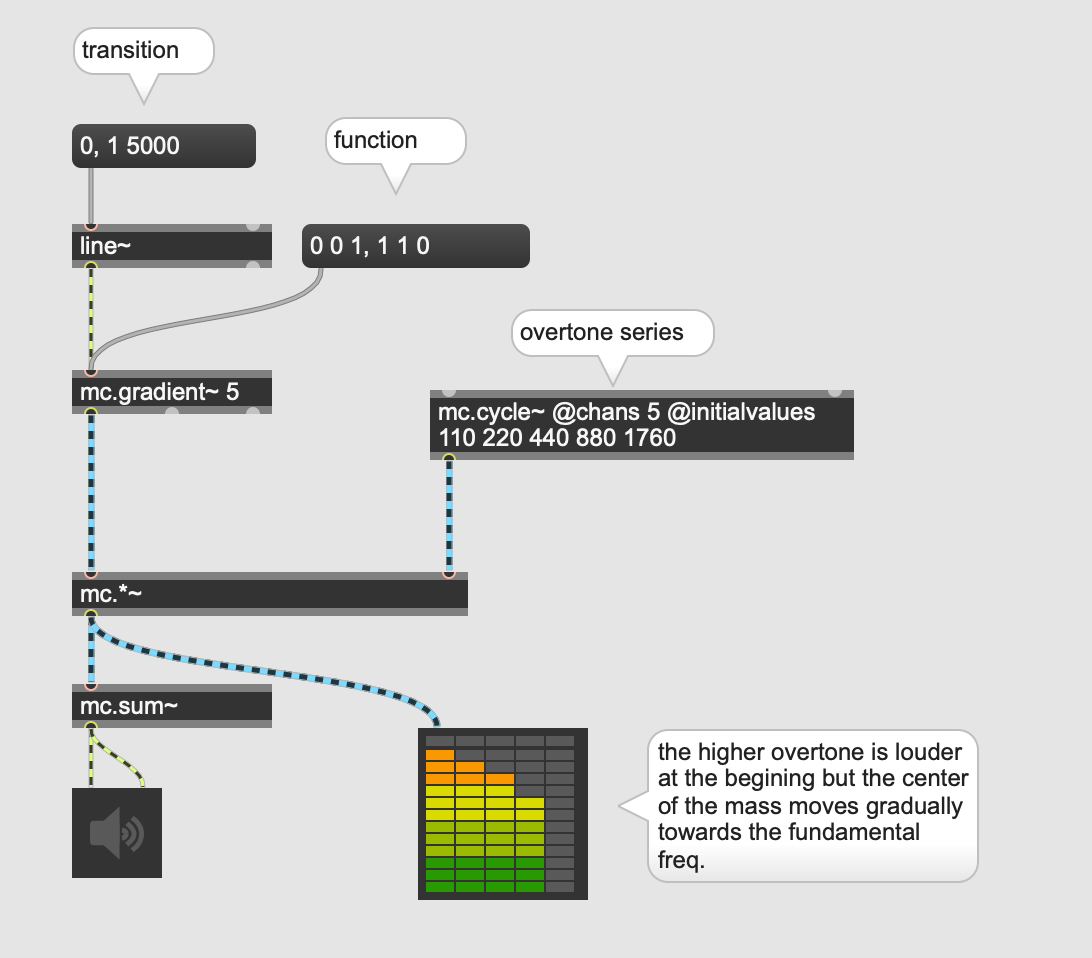 transition
0, 1 5000
function
line~
0 0 1, 1 1 0
overtone series
mc.gradient~ 5
mc.cycle~ @chans 5 @initialvalues
110 220 440 880 1760
mc.*~
mc.sum~
the higher overtone is louder
at the begining but the center
of the mass moves gradually
towards the fundamental
freq.